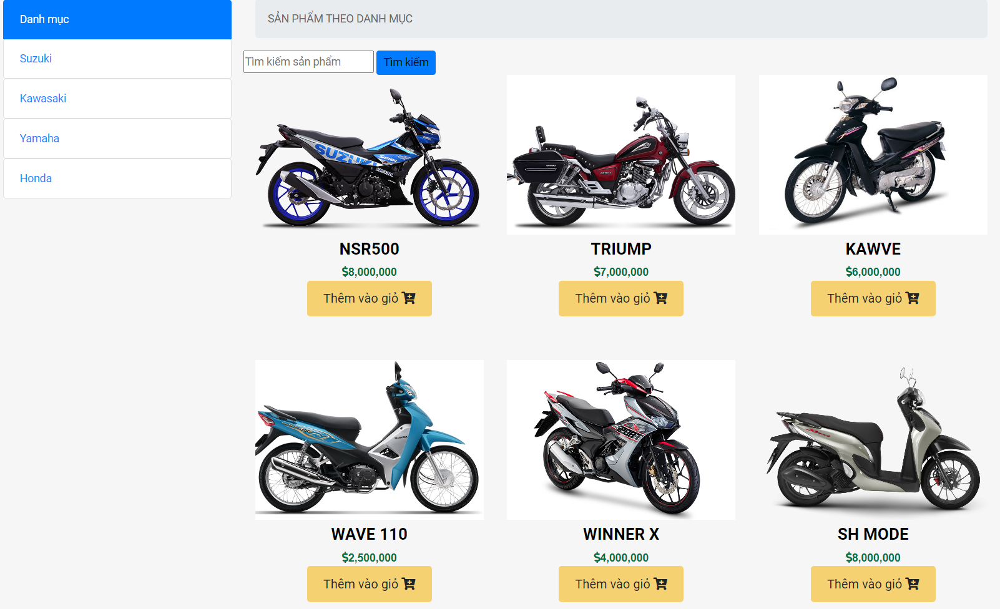 Danh mục
Suzuki
Kawasaki
Yamaha
Honda
SẢN PHẨM THEO DANH MỤC
Tìm kiếm sản phẩm
Tìm kiếm
SUZUKI
SUZUKI
NSR500
TRIUMP
KAWVE
$8,000,000
$7,000,000
$6,000,000
Thêm vào giỏ
Thêm vào giỏ
Thêm vào giỏ
HONDA
WAVE 110
WINNER X
SH MODE
$2,500,000
$4,000,000
$8,000,000
Thêm vào giỏ
Thêm vào giỏ
Thêm vào giỏ